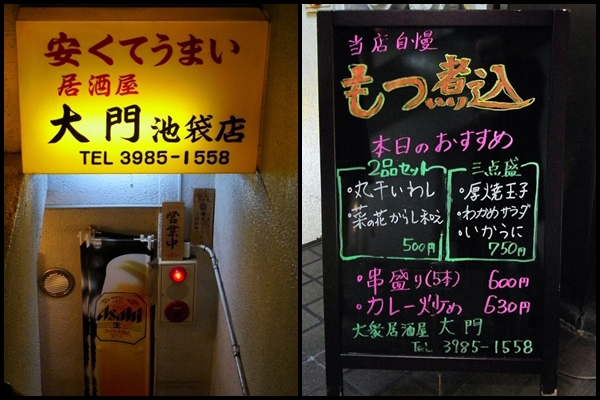 安くてうまい
居酒屋
大門 池袋店
TEL 3985-1558
営業中
Asahi
生
当店自慢
もつ煮込
本日のおすすめ
2品セット
・丸干いわし
・菜の花からし和え
500円
三点盛
・厚焼玉子
・わかめサラダ
・いかうに
750円
・串盛り(5本) 600円
・カレー炒め 630円
大衆居酒屋 大門
TEL 3985-1558